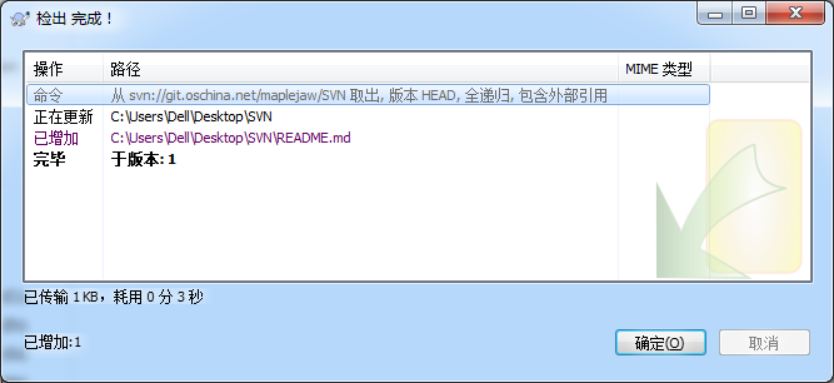 检出 完成！
操作 路径 MIME 类型
命令 从 svn://git.oschina.net/maplejaw/SVN 取出, 版本 HEAD, 全递归, 包含外部引用
正在更新 C:\Users\Dell\Desktop\SVN
已增加 C:\Users\Dell\Desktop\SVN\README.md
完毕 于版本: 1
已传输 1 KB，耗用 0 分 3 秒
已增加:1
确定(O) 取消